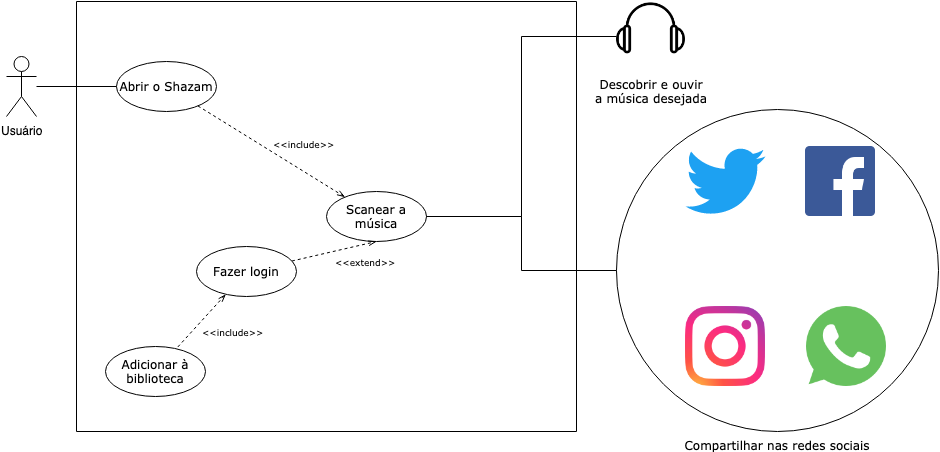 Usuário
Abrir o Shazam
<<include>>
Scanear a
música
<<extend>>
Fazer login
<<include>>
Adicionar à
biblioteca
Descobrir e ouvir
a música desejada
Compartilhar nas redes sociais